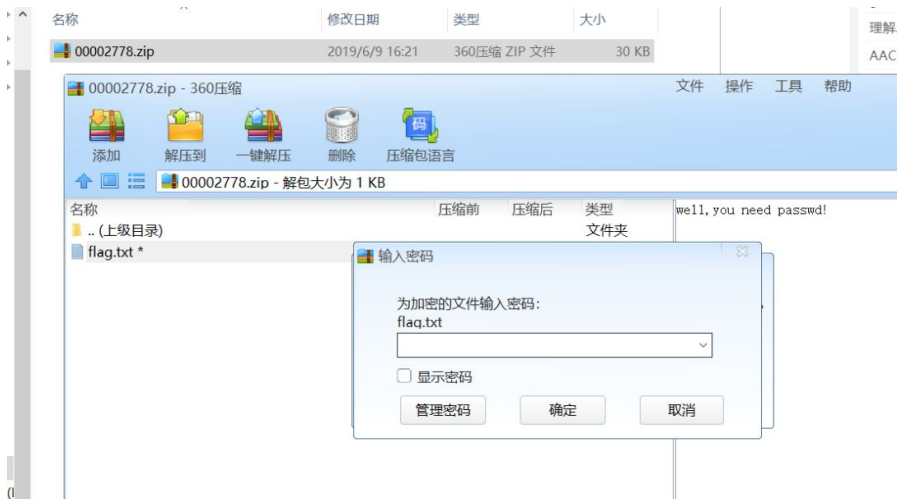 名称 修改日期 类型 大小
理解
00002778.zip 2019/6/9 16:21 360压缩 ZIP 文件 30 KB
AAC
00002778.zip - 360压缩 文件 操作 工具 帮助
码
添加 解压到 一键解压 删除 压缩包语言
00002778.zip - 解包大小为 1 KB
名称 压缩前 压缩后 类型
well,you need passwd!
.. (上级目录) 文件夹
flag.txt *
输入密码
为加密的文件输入密码:
flag.txt
显示密码
管理密码 确定 取消